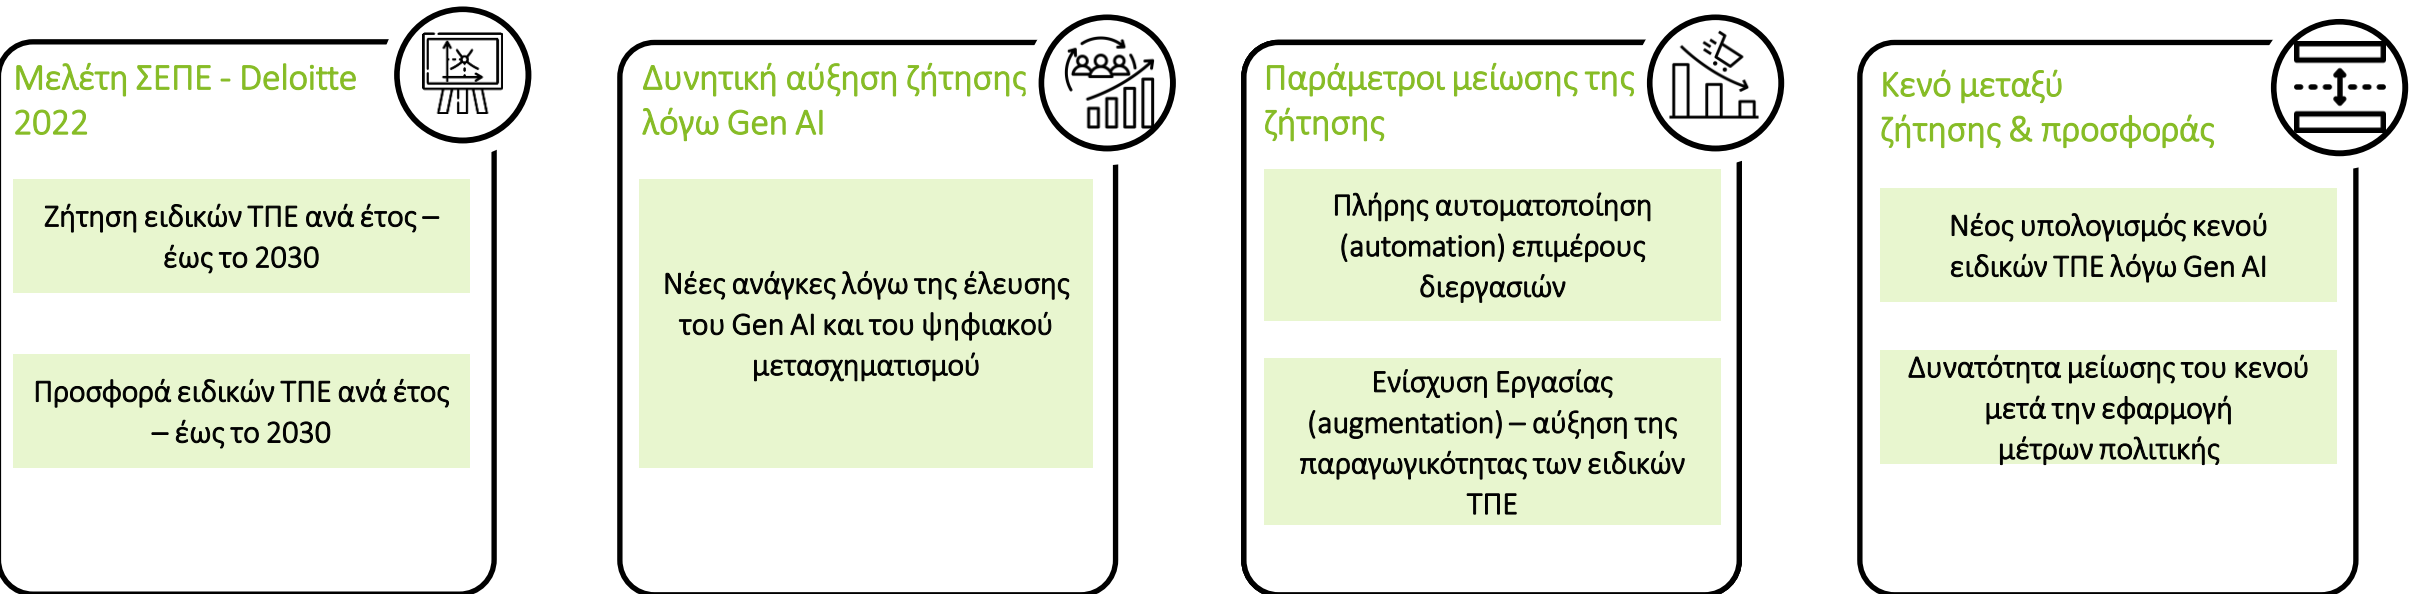 Μελέτη ΣΕΠΕ - Deloitte
2022
Ζήτηση ειδικών ΤΠΕ ανά έτος –
έως το 2030
Προσφορά ειδικών ΤΠΕ ανά έτος
– έως το 2030
Δυνητική αύξηση ζήτησης
λόγω Gen AI
Νέες ανάγκες λόγω της έλευσης
του Gen AI και του ψηφιακού
μετασχηματισμού
Παράμετροι μείωσης της
ζήτησης
Πλήρης αυτοματοποίηση
(automation) επιμέρους
διεργασιών
Ενίσχυση Εργασίας
(augmentation) – αύξηση της
παραγωγικότητας των ειδικών
ΤΠΕ
Κενό μεταξύ
ζήτησης & προσφοράς
Νέος υπολογισμός κενού
ειδικών ΤΠΕ λόγω Gen AI
Δυνατότητα μείωσης του κενού
μετά την εφαρμογή
μέτρων πολιτικής